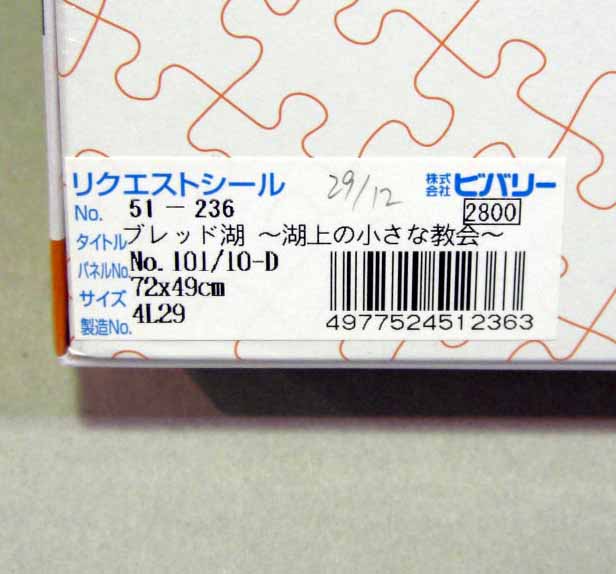 リクエストシール 29/12 株式会社 ビバリー
No. 51-236 2800
タイトル ブレッド湖 ～湖上の小さな教会～
パネルNo. No.101/10-D
サイズ 72x49cm
製造No. 4L29
4977524512363